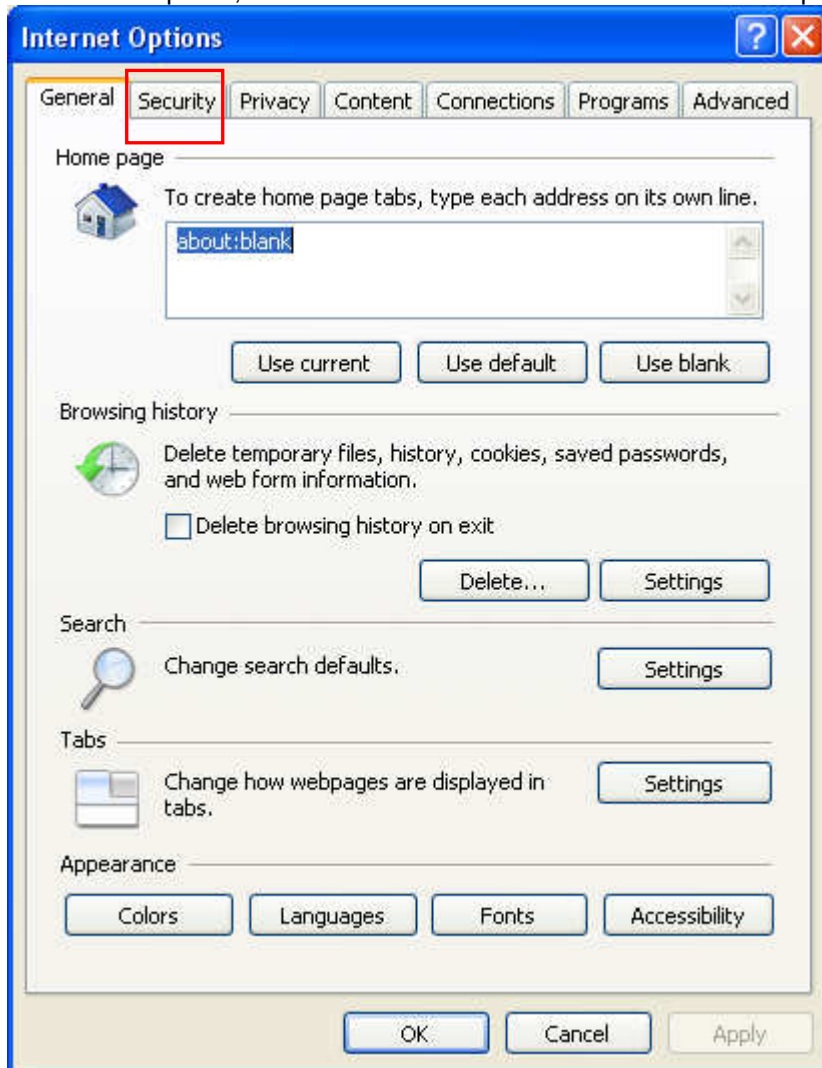 Internet Options
General Security Privacy Content Connections Programs Advanced
Home page
To create home page tabs, type each address on its own line.
about:blank
Use current Use default Use blank
Browsing history
Delete temporary files, history, cookies, saved passwords,
and web form information.
Delete browsing history on exit
Delete... Settings
Search
Change search defaults.
Settings
Tabs
Change how webpages are displayed in
tabs.
Settings
Appearance
Colors Languages Fonts Accessibility
OK Cancel Apply